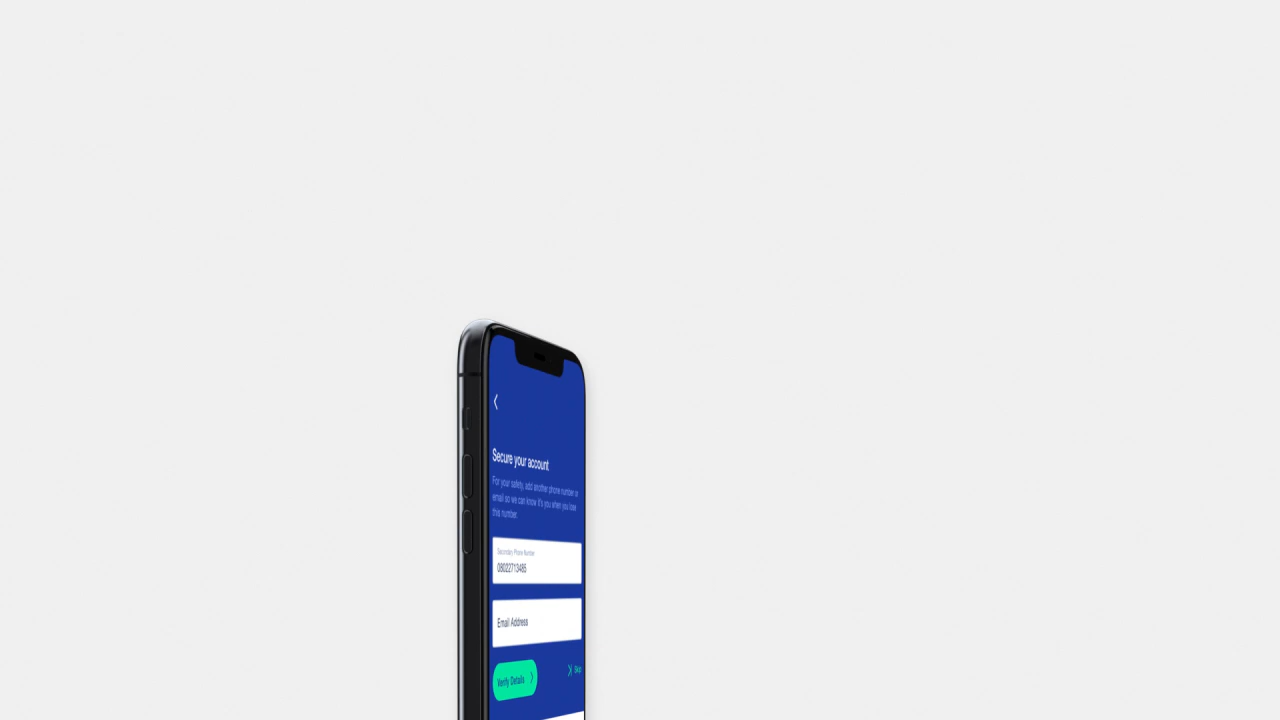 Secure your account
For your safety, add another phone number or
email so we can know it's you when you lose
this number.
Secondary Phone Number
08022713485
Email Address
Verify Details
Skip